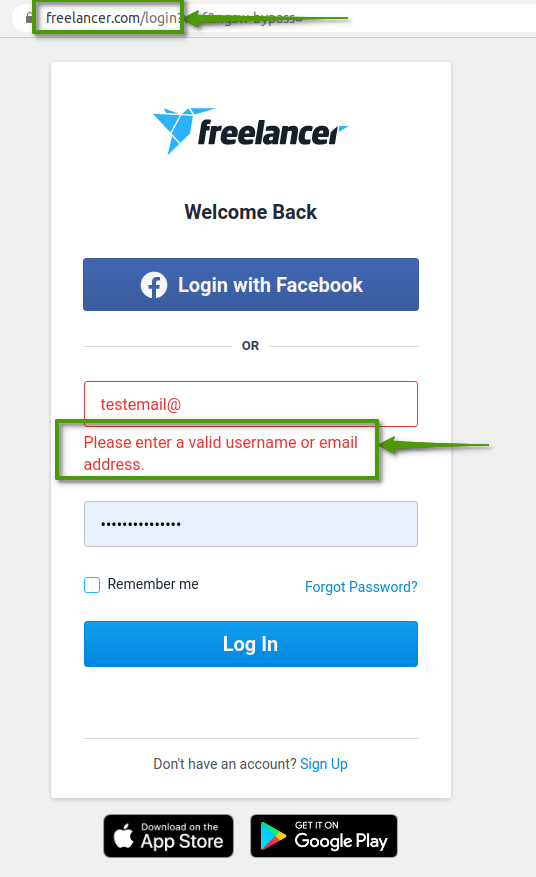 freelancer.com/login?
freelancer
Welcome Back
Login with Facebook
OR
testemail@
Please enter a valid username or email
address.
•••••••••••••••
Remember me
Forgot Password?
Log In
Don't have an account? Sign Up
Download on the
App Store
GET IT ON
Google Play